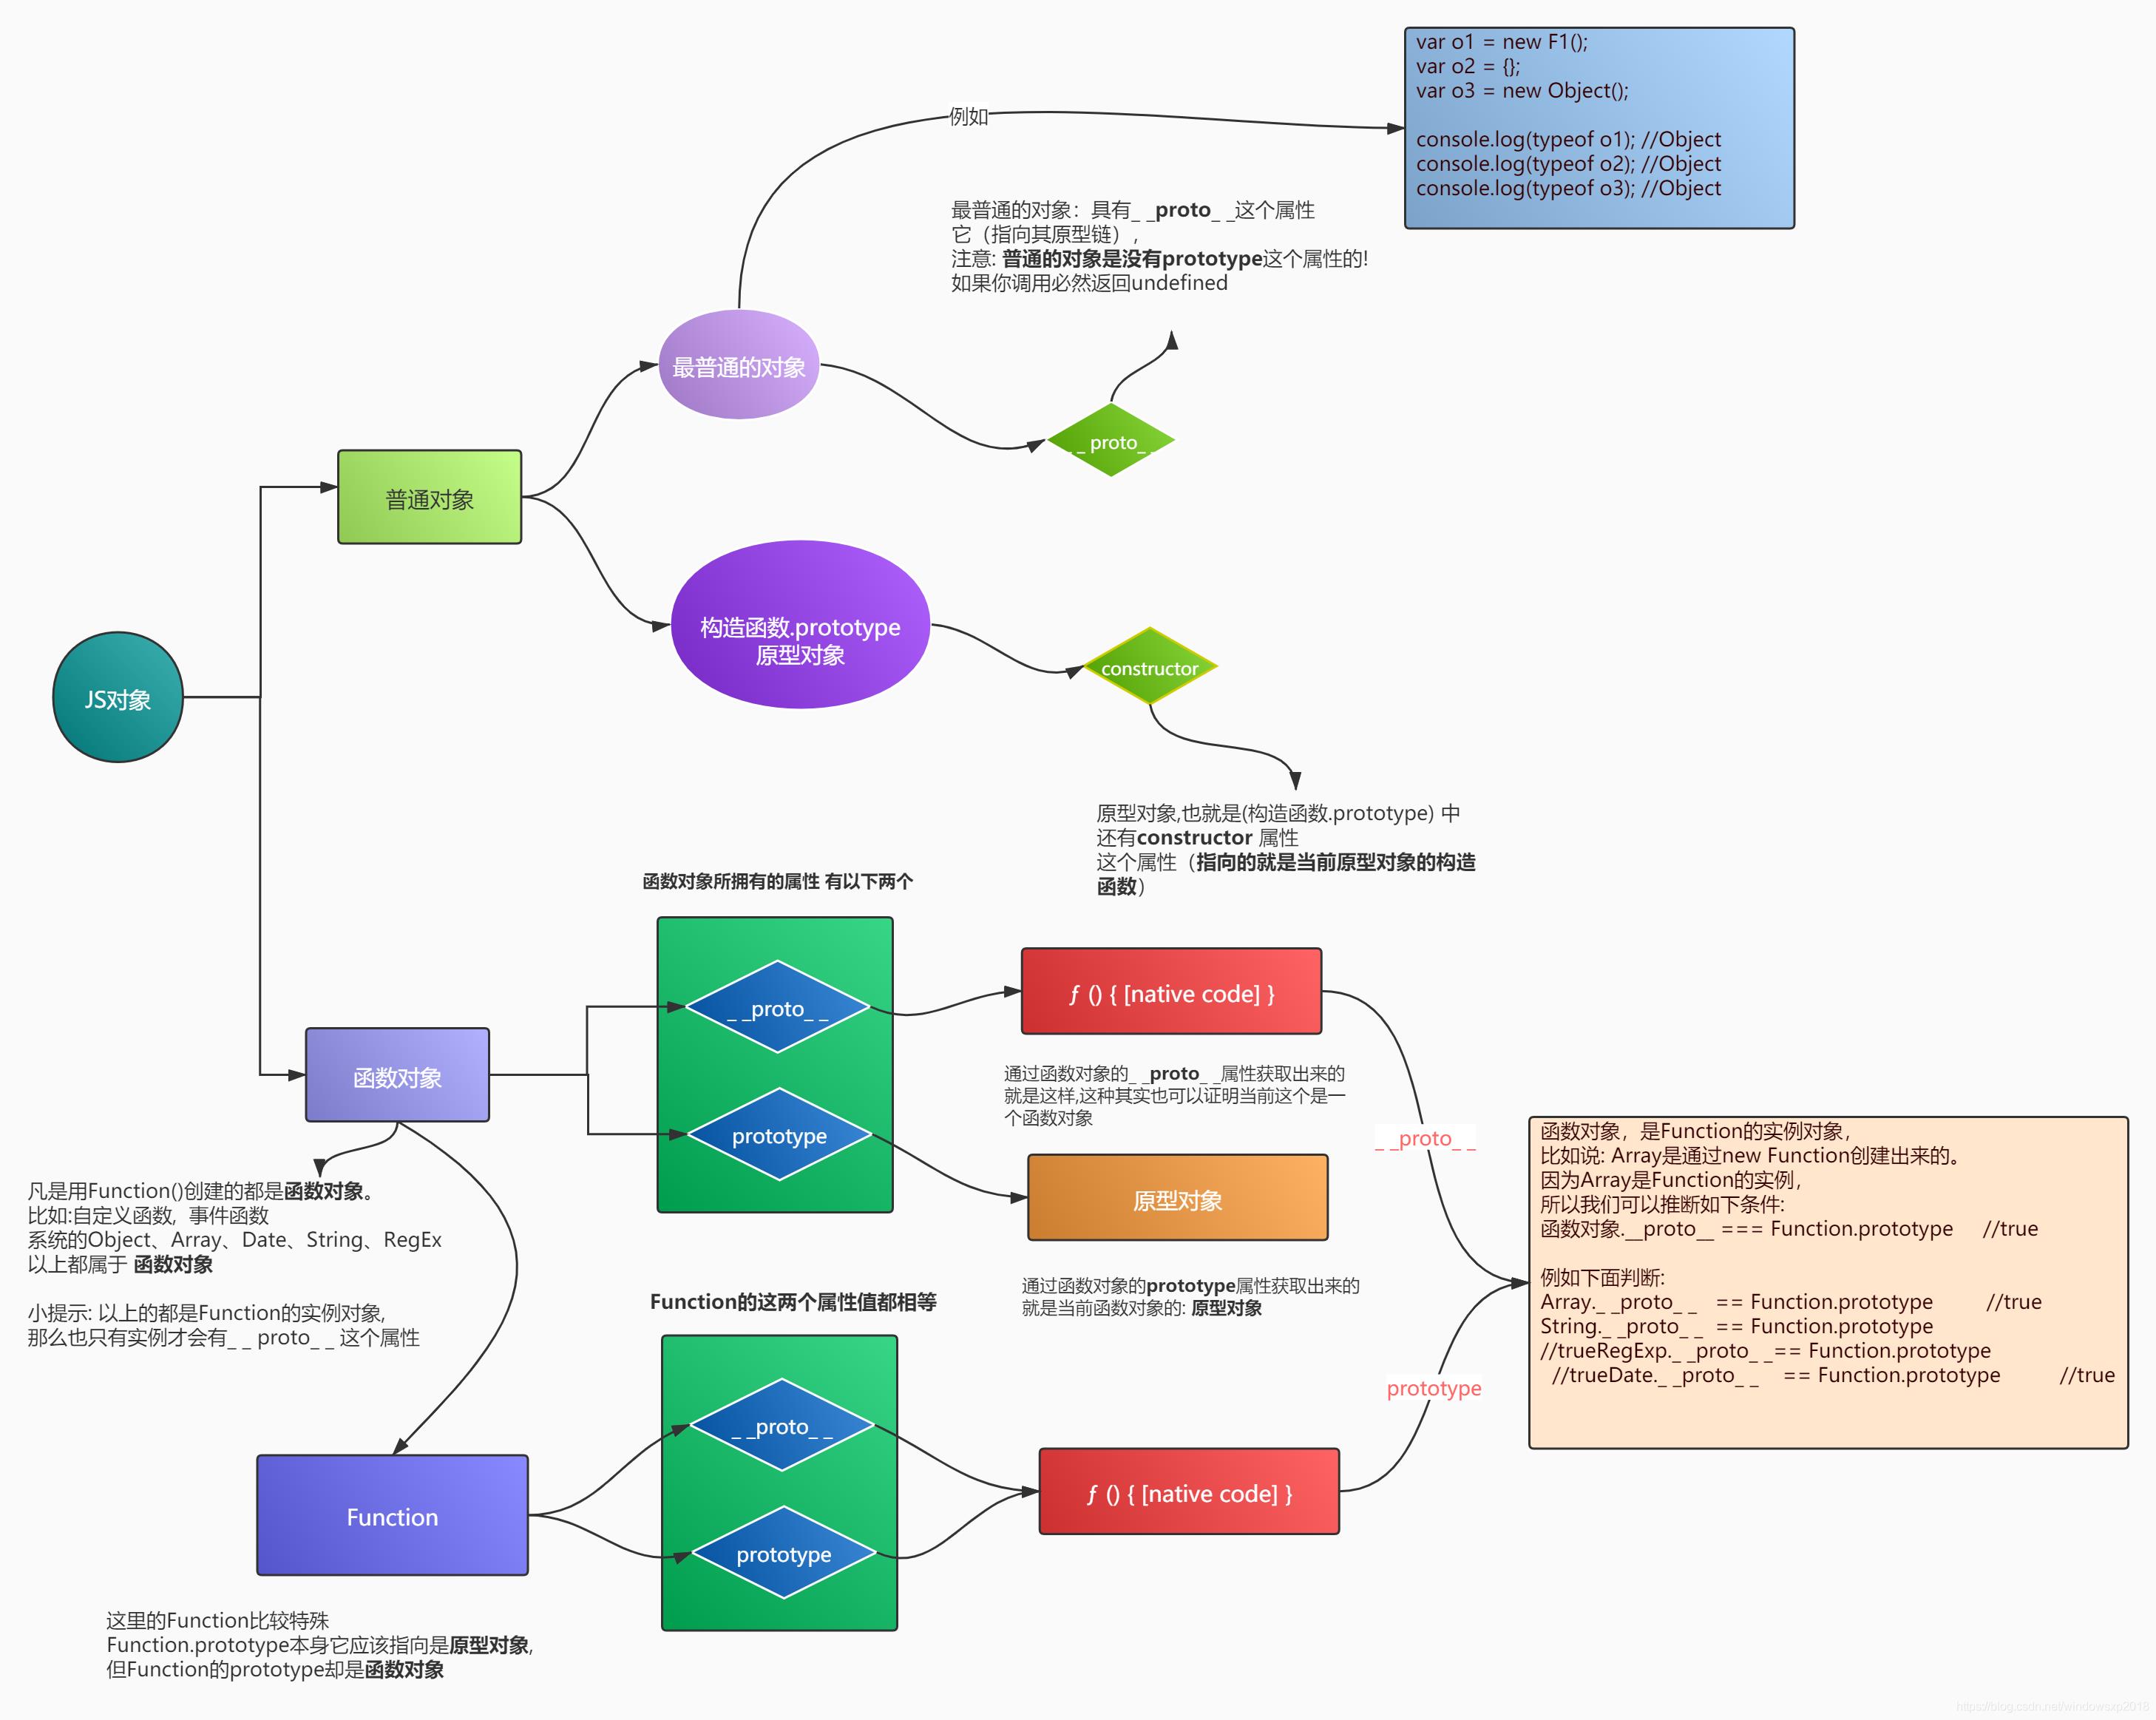 var o1 = new F1();
var o2 = {};
var o3 = new Object();
console.log(typeof o1); //Object
console.log(typeof o2); //Object
console.log(typeof o3); //Object
例如
最普通的对象：具有_ _proto_ _这个属性
它（指向其原型链）,
注意: 普通的对象是没有prototype这个属性的!
如果你调用必然返回undefined
最普通的对象
_ _ proto_ _
普通对象
构造函数.prototype
原型对象
constructor
JS对象
原型对象,也就是(构造函数.prototype) 中
还有constructor 属性
这个属性（指向的就是当前原型对象的构造
函数）
函数对象所拥有的属性 有以下两个
_ _proto_ _
prototype
ƒ () { [native code] }
通过函数对象的_ _proto_ _属性获取出来的
就是这样,这种其实也可以证明当前这个是一
个函数对象
原型对象
通过函数对象的prototype属性获取出来的
就是当前函数对象的: 原型对象
函数对象
凡是用Function()创建的都是函数对象。
比如:自定义函数，事件函数
系统的Object、Array、Date、String、RegEx
以上都属于 函数对象
小提示: 以上的都是Function的实例对象,
那么也只有实例才会有_ _ proto_ _ 这个属性
_ _proto_ _
prototype
函数对象，是Function的实例对象，
比如说: Array是通过new Function创建出来的。
因为Array是Function的实例，
所以我们可以推断如下条件:
函数对象.__proto__ === Function.prototype //true
例如下面判断:
Array._ _proto_ _ == Function.prototype //true
String._ _proto_ _ == Function.prototype
//trueRegExp._ _proto_ _== Function.prototype
//trueDate._ _proto_ _ == Function.prototype //true
Function的这两个属性值都相等
_ _proto_ _
prototype
ƒ () { [native code] }
Function
这里的Function比较特殊
Function.prototype本身它应该指向是原型对象,
但Function的prototype却是函数对象
https://blog.csdn.net/windowsxp2018